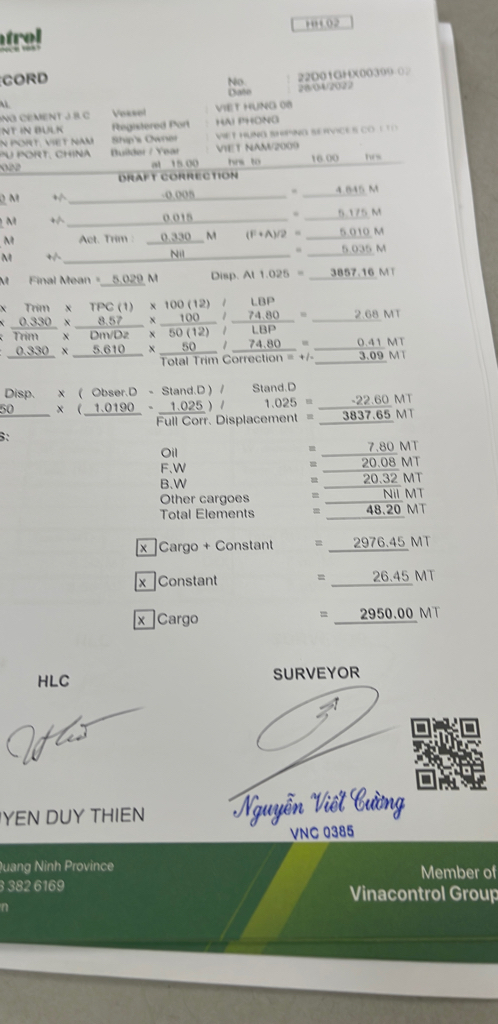 HH.02
ntrol
SINCE 1957
CORD
No. : 22D01GHX00399-02
Date : 28/04/2022
AL
NG CEMENT J.S.C Vessel : VIET HUNG 08
NT IN BULK Registered Port : HAI PHONG
N PORT, VIET NAM Ship's Owner : VIET HUNG SHIPING SERVICES CO.,LTD
PU PORT, CHINA Builder / Year : VIET NAM/2009
2022 at 15.00 hrs to 16.00 hrs
DRAFT CORRECTION
M +/- -0.005 = 4.845 M
M +/- 0.015 = 5.175 M
M Act. Trim : 0.330 M (F+A)/2 = 5.010 M
M +/- Nil = 5.035 M
M Final Mean = 5.029 M Disp. At 1.025 = 3857.16 MT
x Trim x TPC (1) x 100 (12) / LBP
x 0.330 x 8.57 x 100 / 74.80 = 2.68 MT
x Trim x Dm/Dz x 50 (12) / LBP
0.330 x 5.610 x 50 / 74.80 = 0.41 MT
Total Trim Correction = +/- 3.09 MT
Disp. x ( Obser.D - Stand.D ) / Stand.D
50 x ( 1.0190 - 1.025 ) / 1.025 = -22.60 MT
Full Corr. Displacement = 3837.65 MT
S:
Oil = 7.80 MT
F.W = 20.08 MT
B.W = 20.32 MT
Other cargoes = Nil MT
Total Elements = 48.20 MT
x Cargo + Constant = 2976.45 MT
x Constant = 26.45 MT
x Cargo = 2950.00 MT
HLC SURVEYOR
YEN DUY THIEN
Nguyễn Viết Cường
VNC 0385
Quang Ninh Province
3 382 6169
n
Member of
Vinacontrol Group